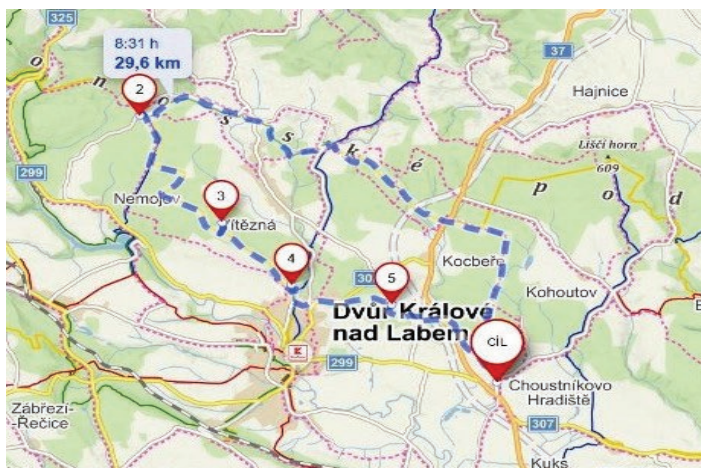 325
8:31 h
29,6 km
2
37
Hajnice
n
o
s
s
k
é
Liščí hora
609
299
Nemojov
3
ítězná
p
o
d
4
30
5
Kocbeře
Kohoutov
Dvůr Králové
nad Labem
CÍL
K
299
Choustníkovo
Hradiště
Zábřezí-
-Řečice
307
Kuks